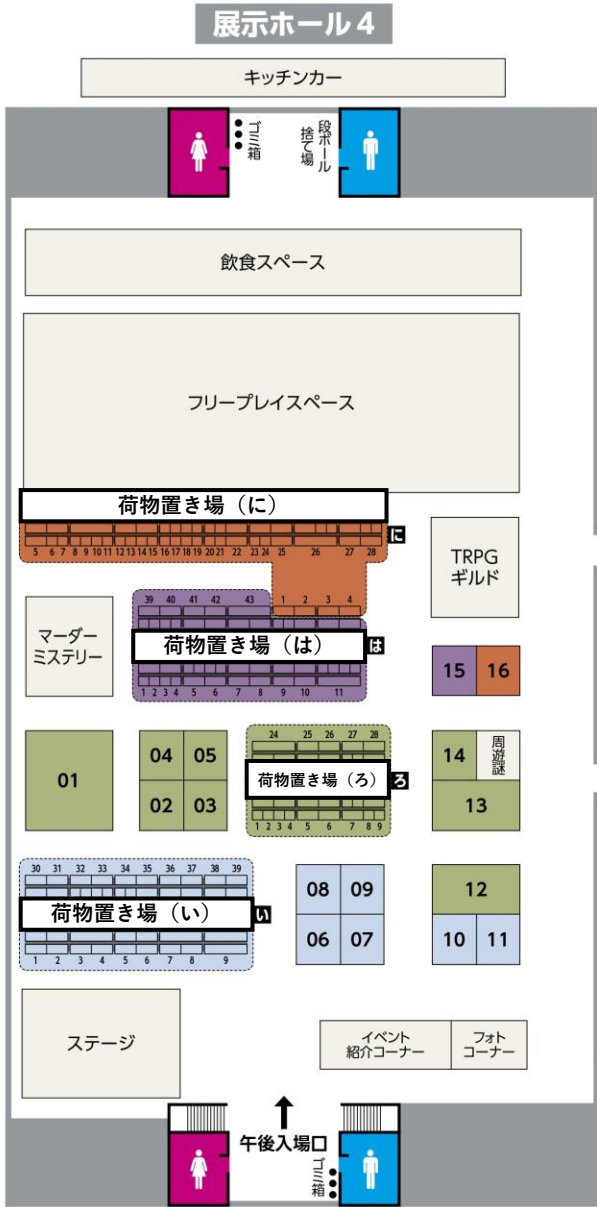 展示ホール4
キッチンカー
ゴミ箱
段ボール
捨て場
飲食スペース
フリープレイスペース
荷物置き場(に)
に
5 6 7 8 9 10 11 12 13 14 15 16 17 18 19 20 21 22 23 24 25 26 27 28
TRPG
ギルド
39 40 41 42 43 1 2 3 4
マーダー
ミステリー
荷物置き場(は)
は
1 2 3 4 5 6 7 8 9 10 11
15 16
01
04 05
02 03
24 25 26 27 28
荷物置き場(ろ)
ろ
1 2 3 4 5 6 7 8 9
14
周遊謎
13
30 31 32 33 34 35 36 37 38 39
荷物置き場(い)
い
1 2 3 4 5 6 7 8 9
08 09
06 07
12
10 11
ステージ
イベント
紹介コーナー
フォト
コーナー
午後入場口
ゴミ箱